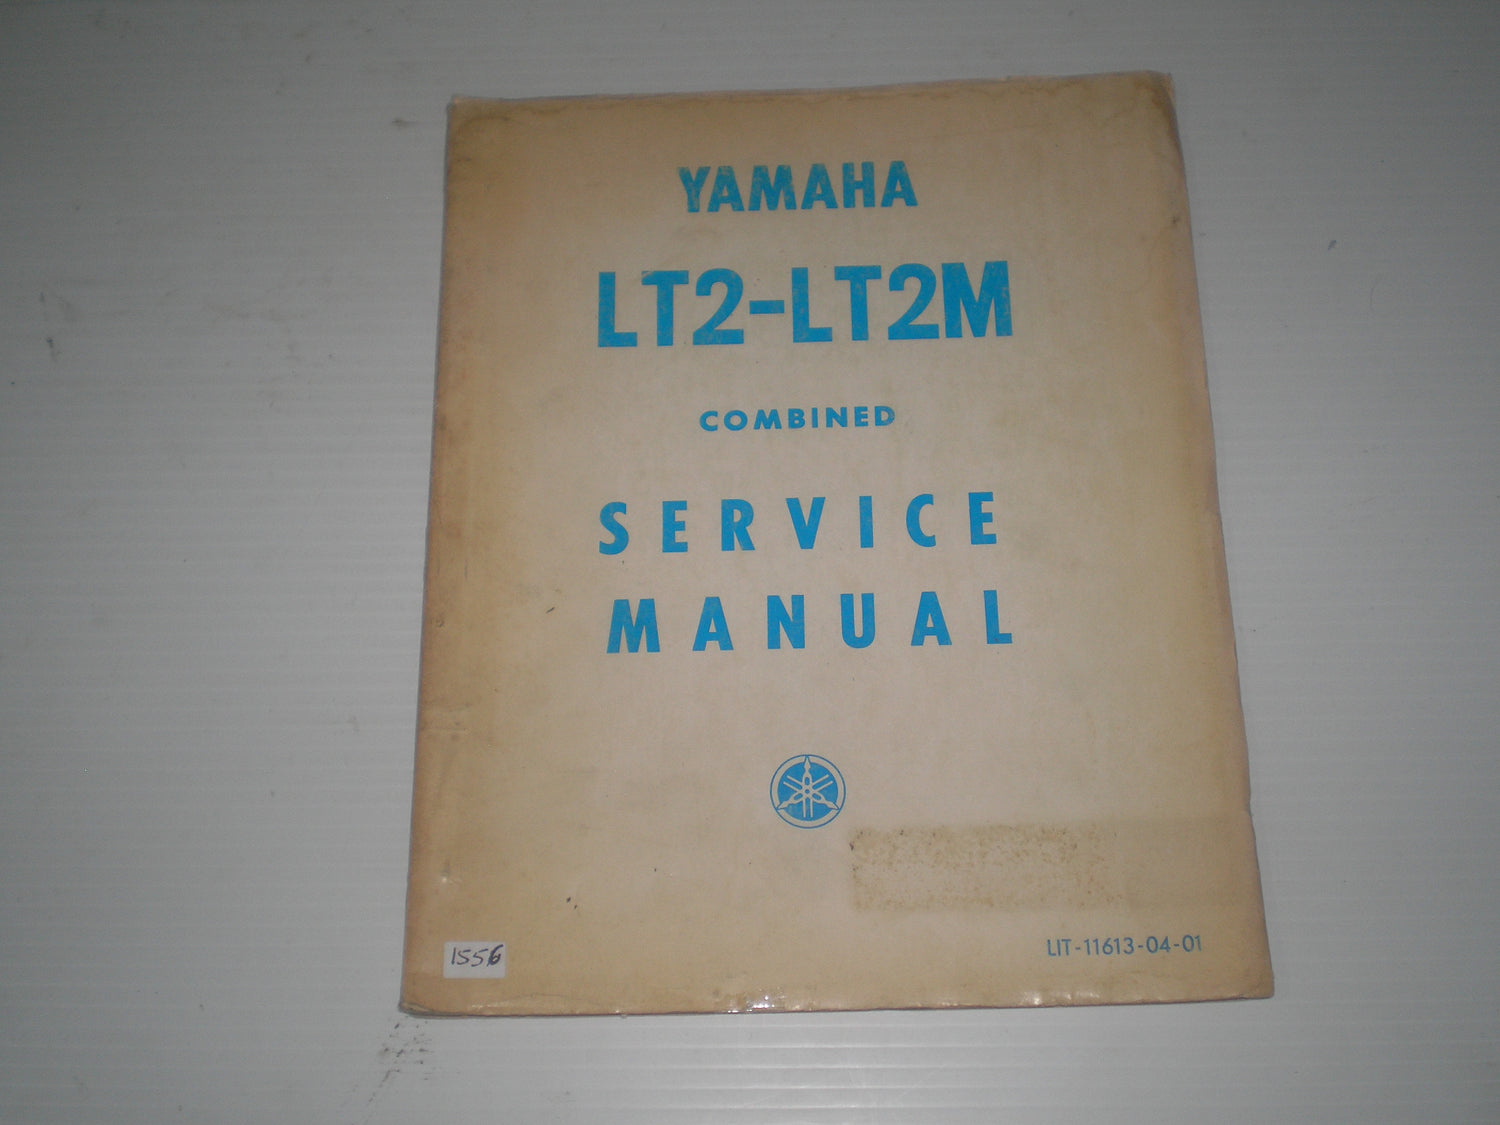 YAMAHA
LT2-LT2M
COMBINED
SERVICE
MANUAL
LIT-11613-04-01
1556